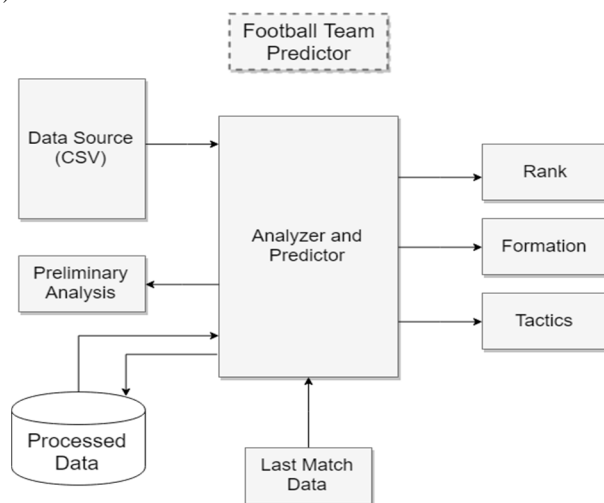 )
Football Team
Predictor
Data Source
(CSV)
Analyzer and
Predictor
Rank
Formation
Tactics
Preliminary
Analysis
Processed
Data
Last Match
Data